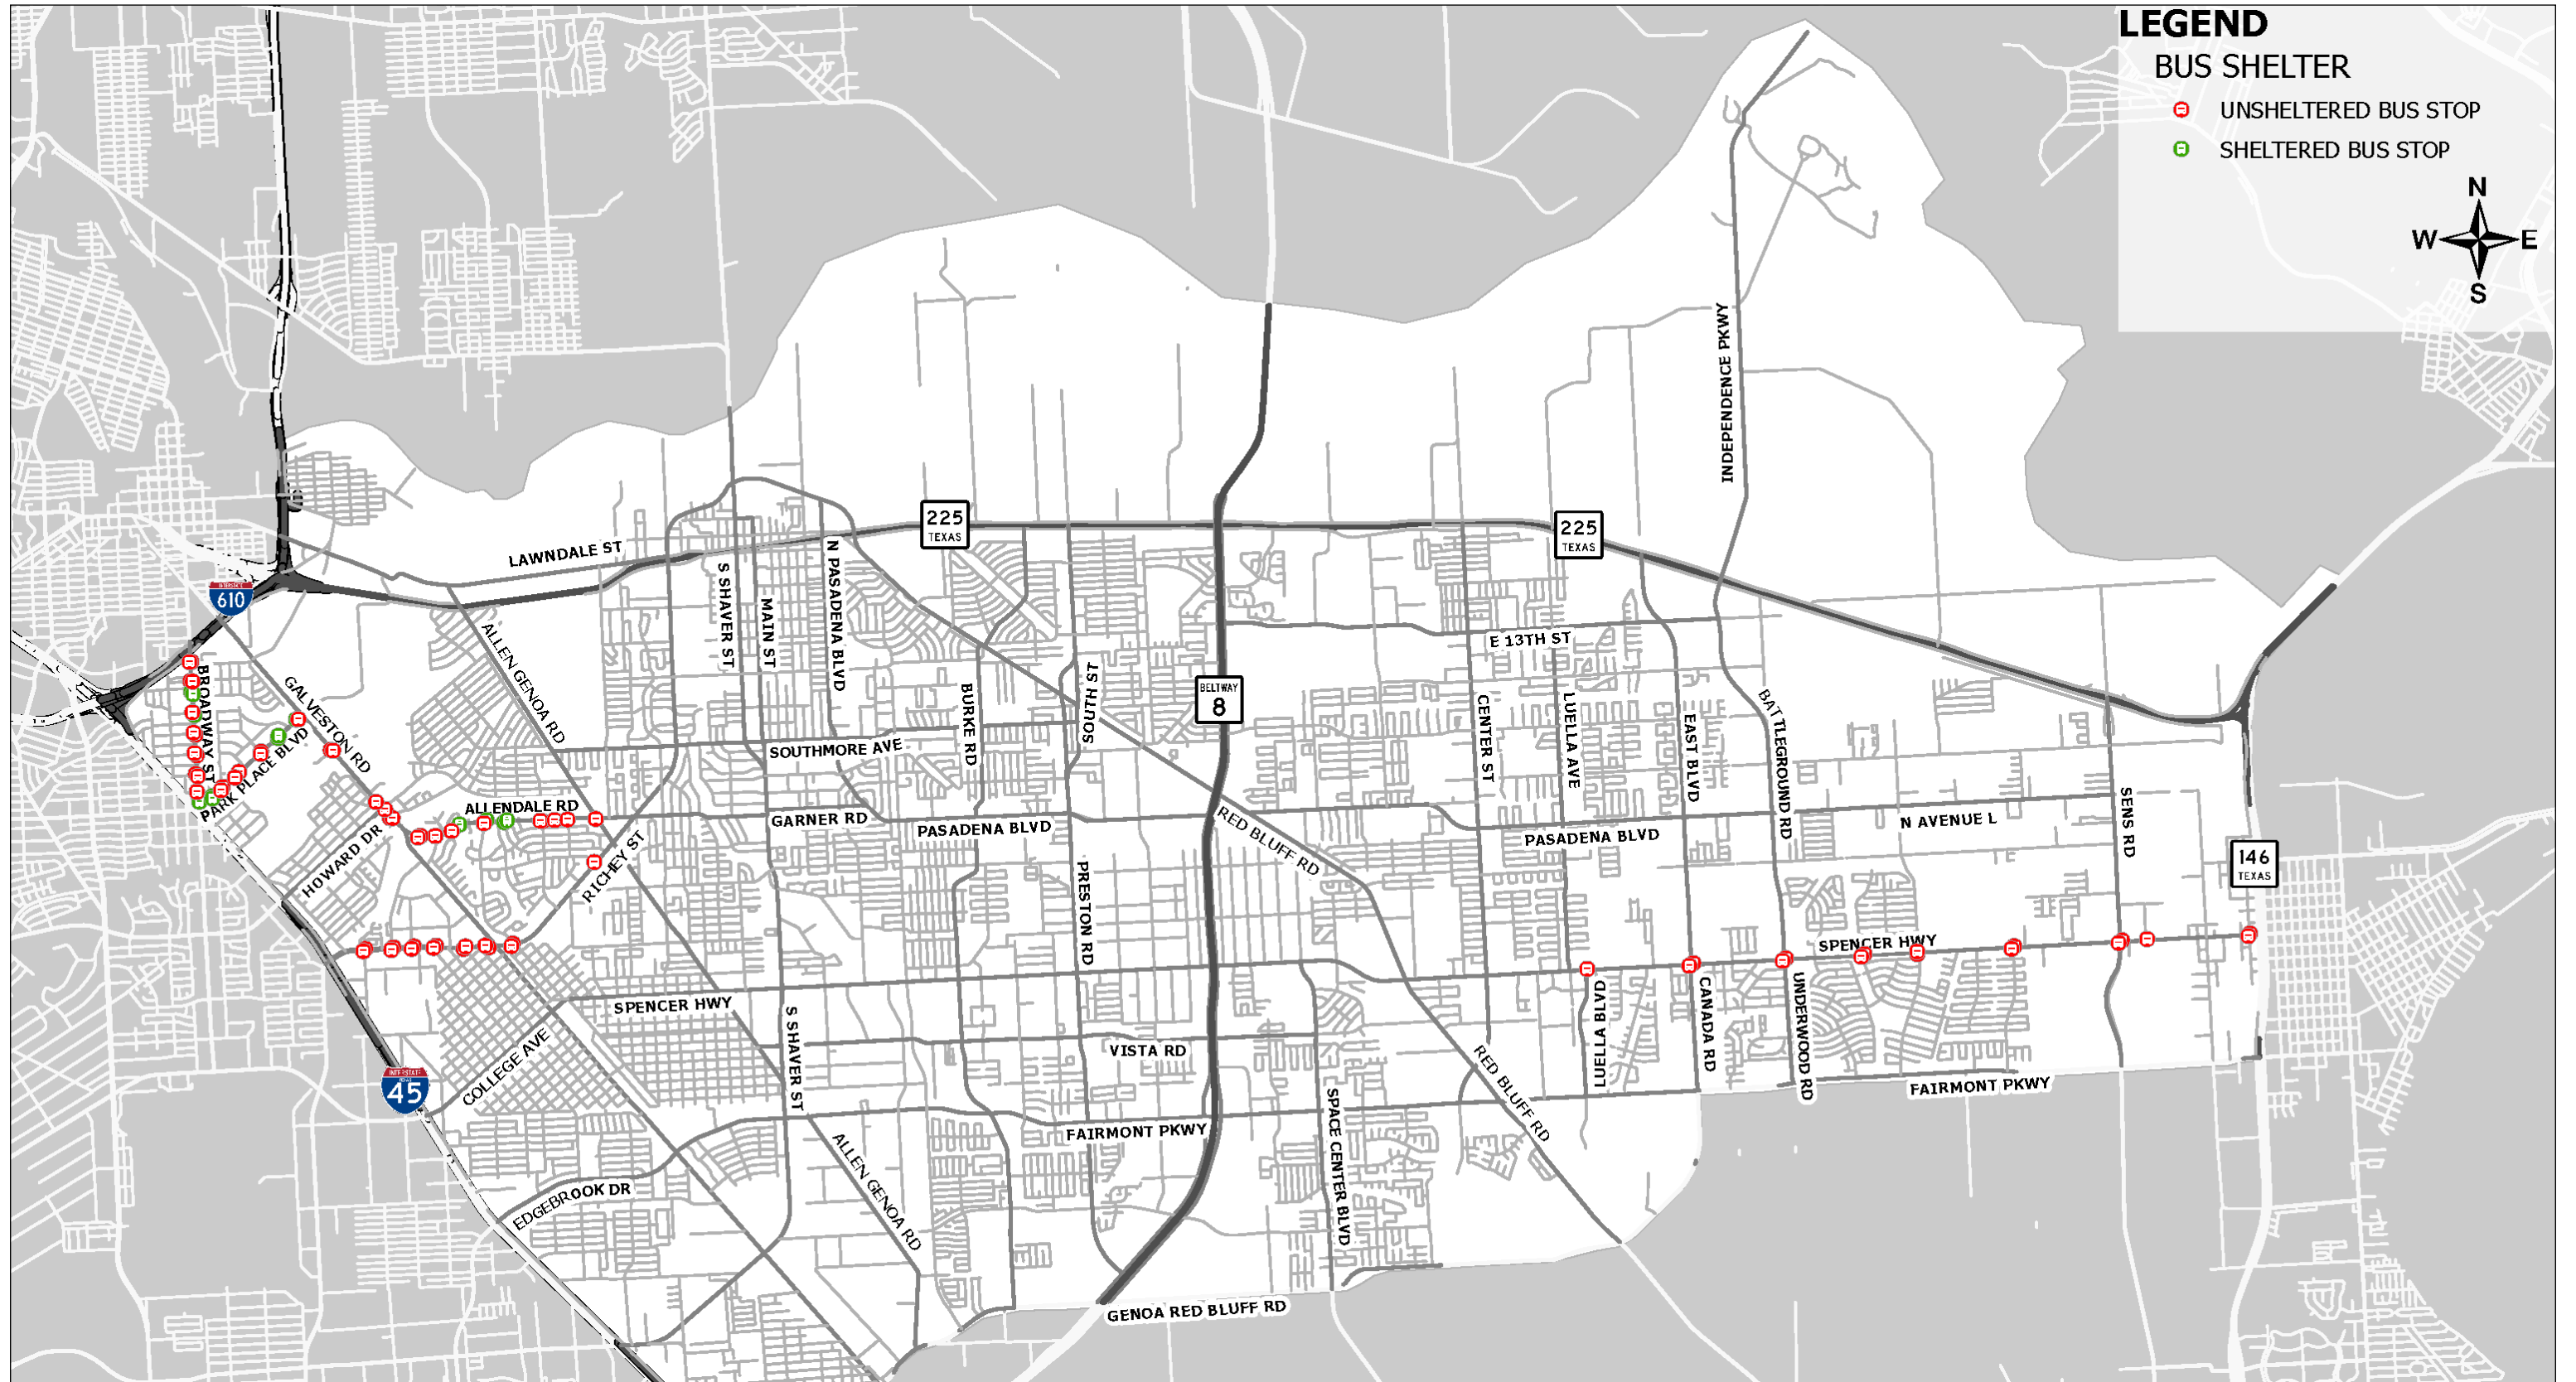 LEGEND
BUS SHELTER
UNSHELTERED BUS STOP
SHELTERED BUS STOP
N
W E
S
INDEPENDENCE PKWY
225
TEXAS
225
TEXAS
LAWNDALE ST
INTERSTATE
610
S SHAVER ST
MAIN ST
N PASADENA BLVD
ALLEN GENOA RD
E 13TH ST
BROADWAY ST
GALVESTON RD
PARK PLACE BLVD
BURKE RD
SOUTH ST
BELTWAY
8
CENTER ST
LUELLA AVE
EAST BLVD
BATTLEGROUND RD
SOUTHMORE AVE
ALLENDALE RD
GARNER RD
PASADENA BLVD
RED BLUFF RD
PASADENA BLVD
N AVENUE L
SENS RD
HOWARD DR
RICHEY ST
PRESTON RD
146
TEXAS
SPENCER HWY
SPENCER HWY
S SHAVER ST
COLLEGE AVE
VISTA RD
LUELLA BLVD
CANADA RD
UNDERWOOD RD
INTERSTATE
45
RED BLUFF RD
FAIRMONT PKWY
FAIRMONT PKWY
SPACE CENTER BLVD
ALLEN GENOA RD
EDGEBROOK DR
GENOA RED BLUFF RD